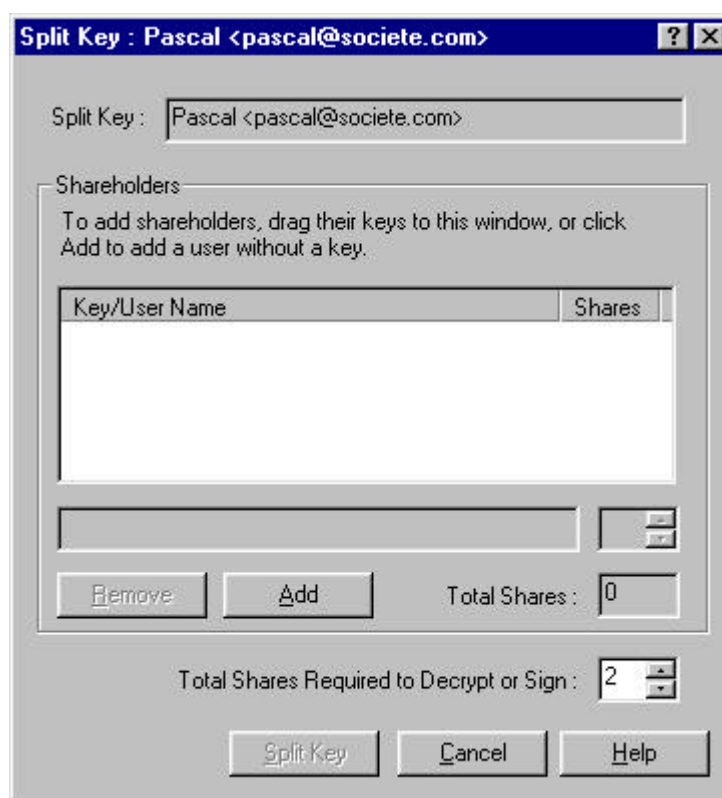 Split Key : Pascal <pascal@societe.com>
Split Key : Pascal <pascal@societe.com>
Shareholders
To add shareholders, drag their keys to this window, or click
Add to add a user without a key.
Key/User Name Shares
Remove Add Total Shares : 0
Total Shares Required to Decrypt or Sign : 2
Split Key Cancel Help